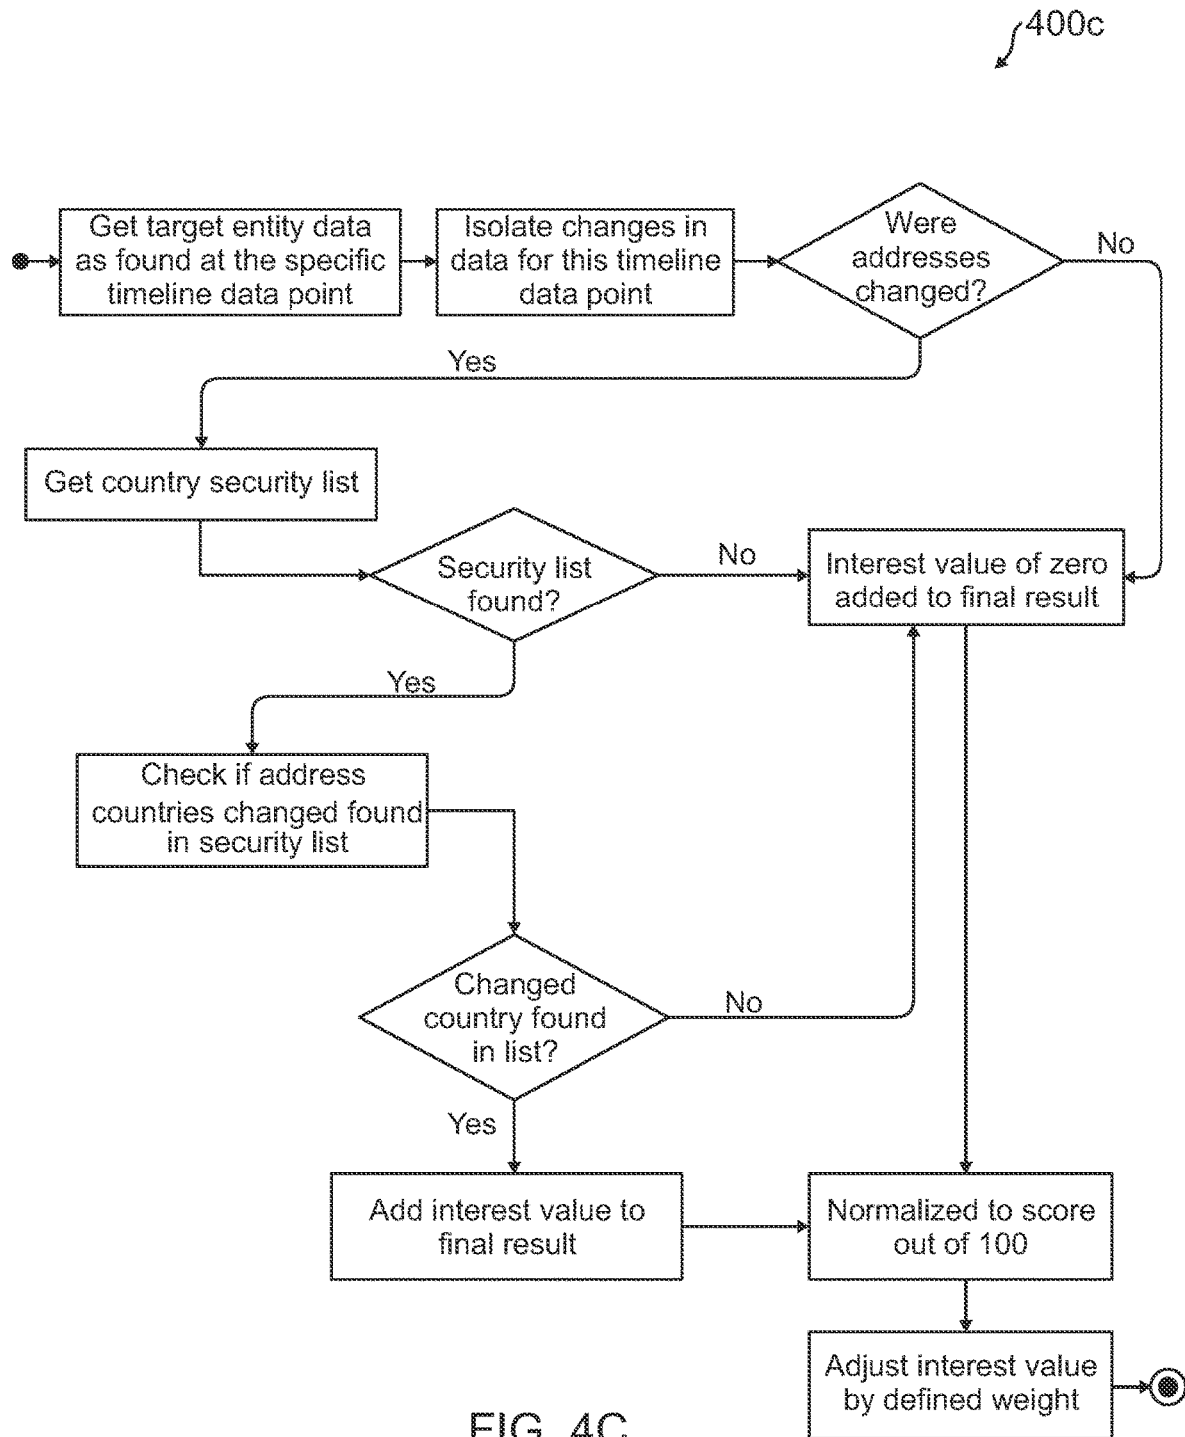 400c
Get target entity data
as found at the specific
timeline data point
Isolate changes in
data for this timeline
data point
Were
addresses
changed?
No
Yes
Get country security list
Security list
found?
No
Interest value of zero
added to final result
Yes
Check if address
countries changed found
in security list
Changed
country found
in list?
No
Yes
Add interest value to
final result
Normalized to score
out of 100
Adjust interest value
by defined weight
FIG. 4C